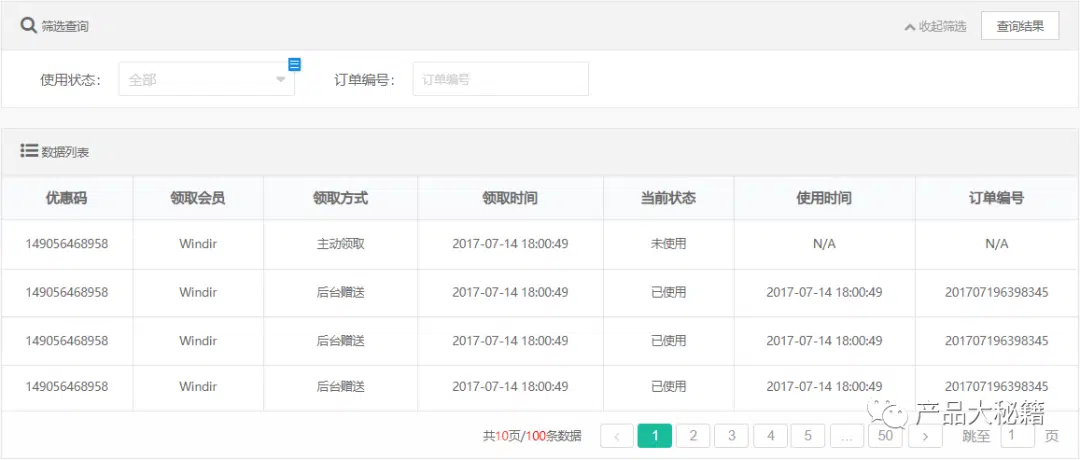 筛选查询 收起筛选 查询结果
使用状态： 全部 订单编号： 订单编号
数据列表
优惠码 领取会员 领取方式 领取时间 当前状态 使用时间 订单编号
149056468958 Windir 主动领取 2017-07-14 18:00:49 未使用 N/A N/A
149056468958 Windir 后台赠送 2017-07-14 18:00:49 已使用 2017-07-14 18:00:49 201707196398345
149056468958 Windir 后台赠送 2017-07-14 18:00:49 已使用 2017-07-14 18:00:49 201707196398345
149056468958 Windir 后台赠送 2017-07-14 18:00:49 已使用 2017-07-14 18:00:49 201707196398345
产品大秘籍
共10页/100条数据 < 1 2 3 4 5 ... 50 > 跳至 1 页